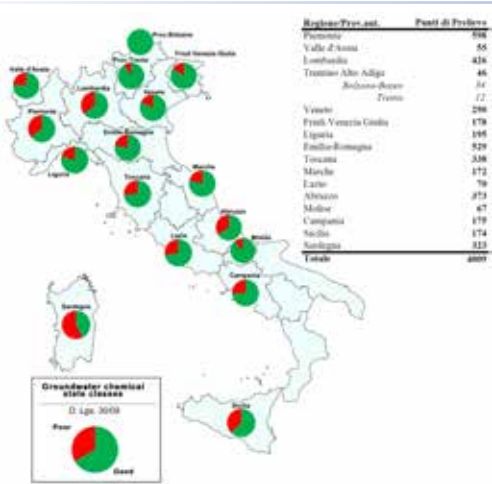 Regione/Prov.aut. Punti di Prelievo
Piemonte 598
Valle d'Aosta 55
Lombardia 426
Trentino Alto Adige 46
Bolzano-Bozen 34
Trento 12
Veneto 298
Friuli Venezia Giulia 178
Liguria 195
Emilia-Romagna 529
Toscana 338
Marche 172
Lazio 70
Abruzzo 373
Molise 67
Campania 175
Sicilia 174
Sardegna 323
Totale
Prov.Bolzano
Prov.Trento
Friuli Venezia Giulia
Valle d'Aosta
Lombardia
Veneto
Piemonte
Emilia-Romagna
Liguria
Toscana
Marche
Abruzzo
Molise
Lazio
Campania
Sardegna
Sicilia
Groundwater chemical
state classes
D. Lgs. 30/09
Poor
Good